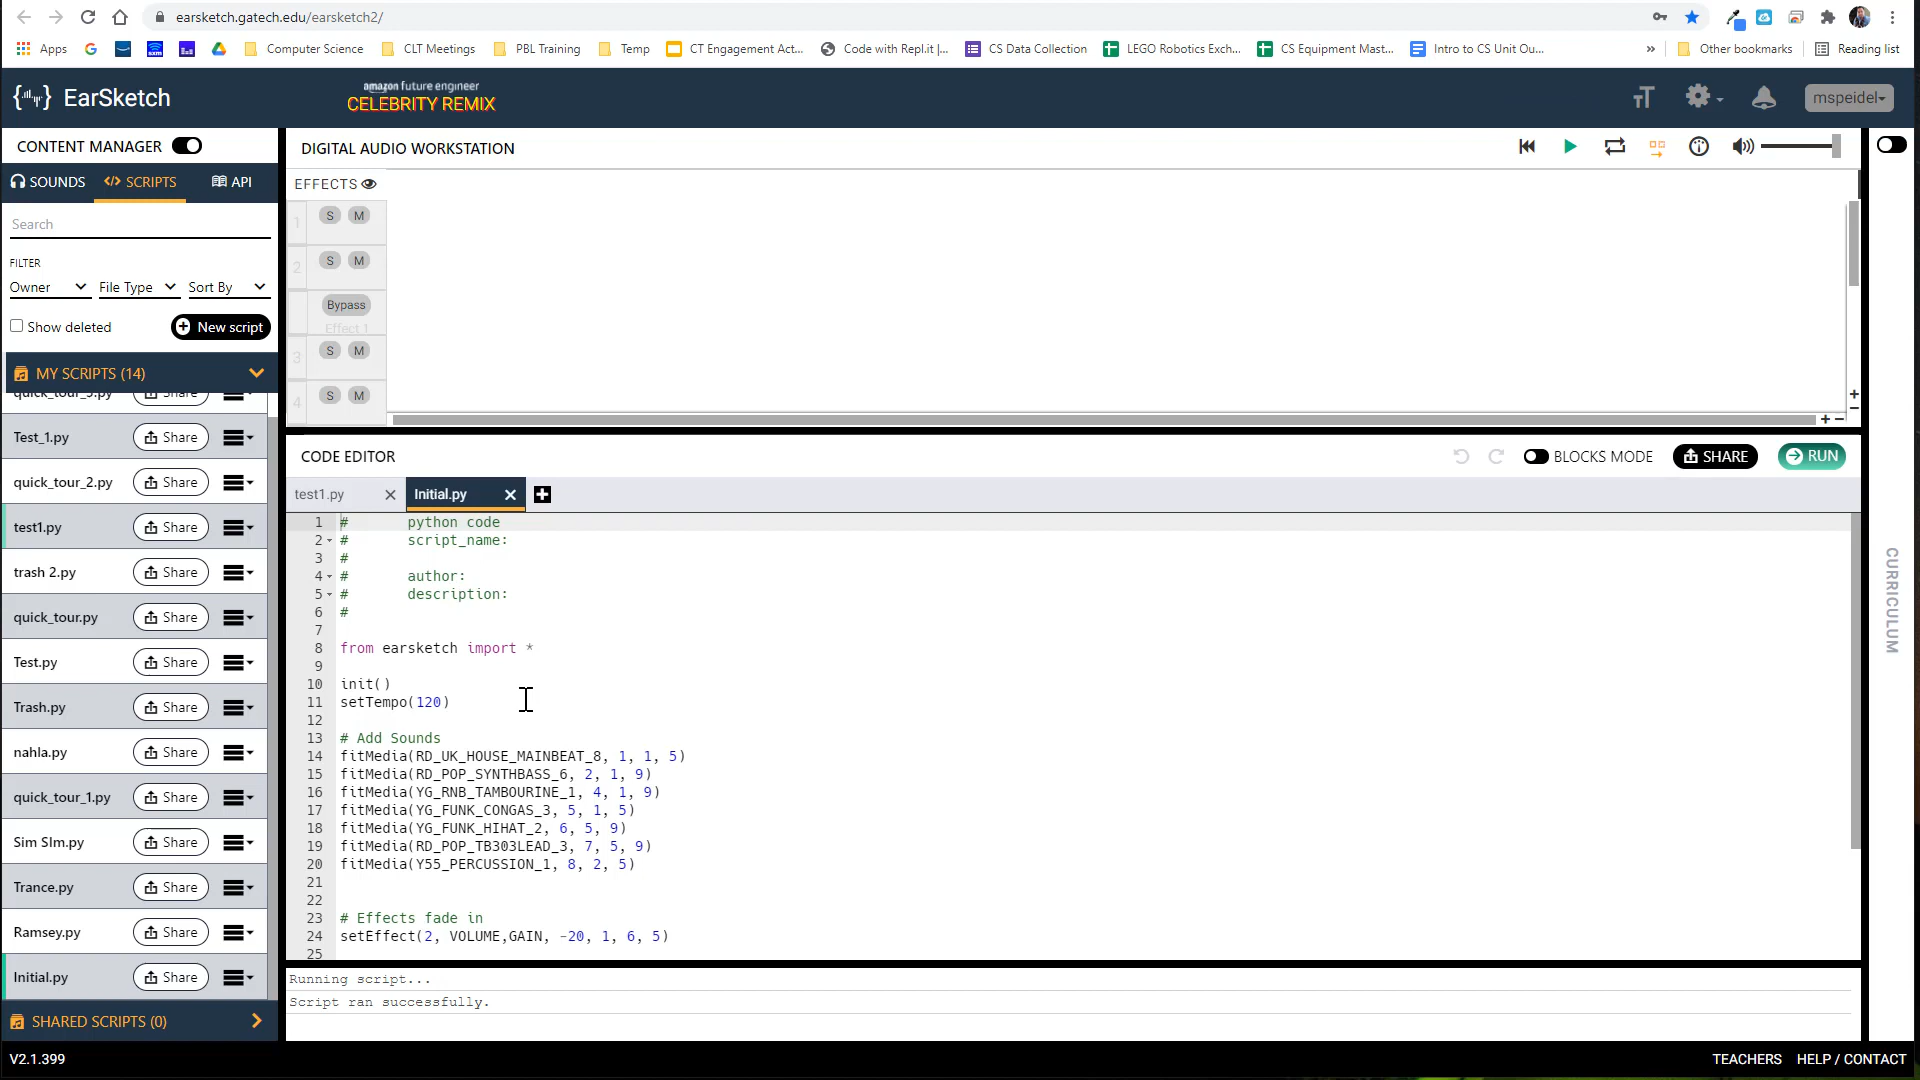 earsketch.gatech.edu/earsketch2/
Apps
Computer Science
CLT Meetings
PBL Training
Temp
CT Engagement Act...
Code with Repl.it |...
CS Data Collection
LEGO Robotics Exch...
CS Equipment Mast...
Intro to CS Unit Ou...
»
Other bookmarks
Reading list
EarSketch
amazon future engineer
CELEBRITY REMIX
mspeidel
CONTENT MANAGER
SOUNDS
</> SCRIPTS
API
Search
FILTER
Owner
File Type
Sort By
Show deleted
New script
MY SCRIPTS (14)
quick_tour_3.py Share
Test_1.py Share
quick_tour_2.py Share
test1.py Share
trash 2.py Share
quick_tour.py Share
Test.py Share
Trash.py Share
nahla.py Share
quick_tour_1.py Share
Sim SIm.py Share
Trance.py Share
Ramsey.py Share
Initial.py Share
SHARED SCRIPTS (0)
DIGITAL AUDIO WORKSTATION
EFFECTS
1 S M
2 S M
Bypass
Effect 1
3 S M
4 S M
CODE EDITOR
BLOCKS MODE
SHARE
RUN
test1.py
Initial.py
1 # python code
2 # script_name:
3 #
4 # author:
5 # description:
6 #
7
8 from earsketch import *
9
10 init()
11 setTempo(120)
12
13 # Add Sounds
14 fitMedia(RD_UK_HOUSE_MAINBEAT_8, 1, 1, 5)
15 fitMedia(RD_POP_SYNTHBASS_6, 2, 1, 9)
16 fitMedia(YG_RNB_TAMBOURINE_1, 4, 1, 9)
17 fitMedia(YG_FUNK_CONGAS_3, 5, 1, 5)
18 fitMedia(YG_FUNK_HIHAT_2, 6, 5, 9)
19 fitMedia(RD_POP_TB303LEAD_3, 7, 5, 9)
20 fitMedia(Y55_PERCUSSION_1, 8, 2, 5)
21
22
23 # Effects fade in
24 setEffect(2, VOLUME,GAIN, -20, 1, 6, 5)
25
Running script...
Script ran successfully.
CURRICULUM
V2.1.399
TEACHERS
HELP / CONTACT